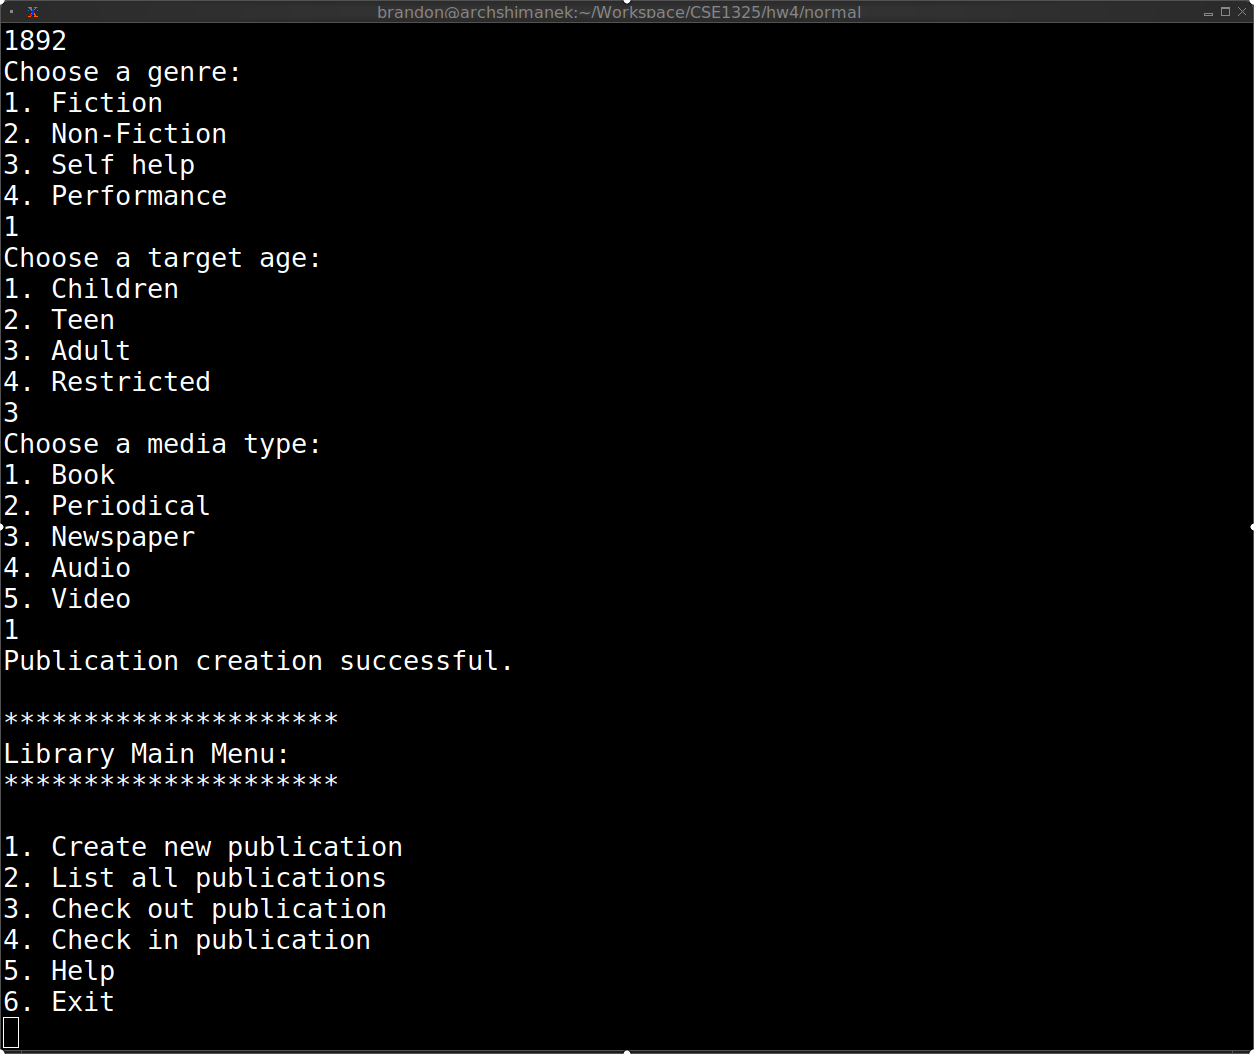 brandon@archshimanek:~/Workspace/CSE1325/hw4/normal
1892
Choose a genre:
1. Fiction
2. Non-Fiction
3. Self help
4. Performance
1
Choose a target age:
1. Children
2. Teen
3. Adult
4. Restricted
3
Choose a media type:
1. Book
2. Periodical
3. Newspaper
4. Audio
5. Video
1
Publication creation successful.
*********************
Library Main Menu:
*********************
1. Create new publication
2. List all publications
3. Check out publication
4. Check in publication
5. Help
6. Exit